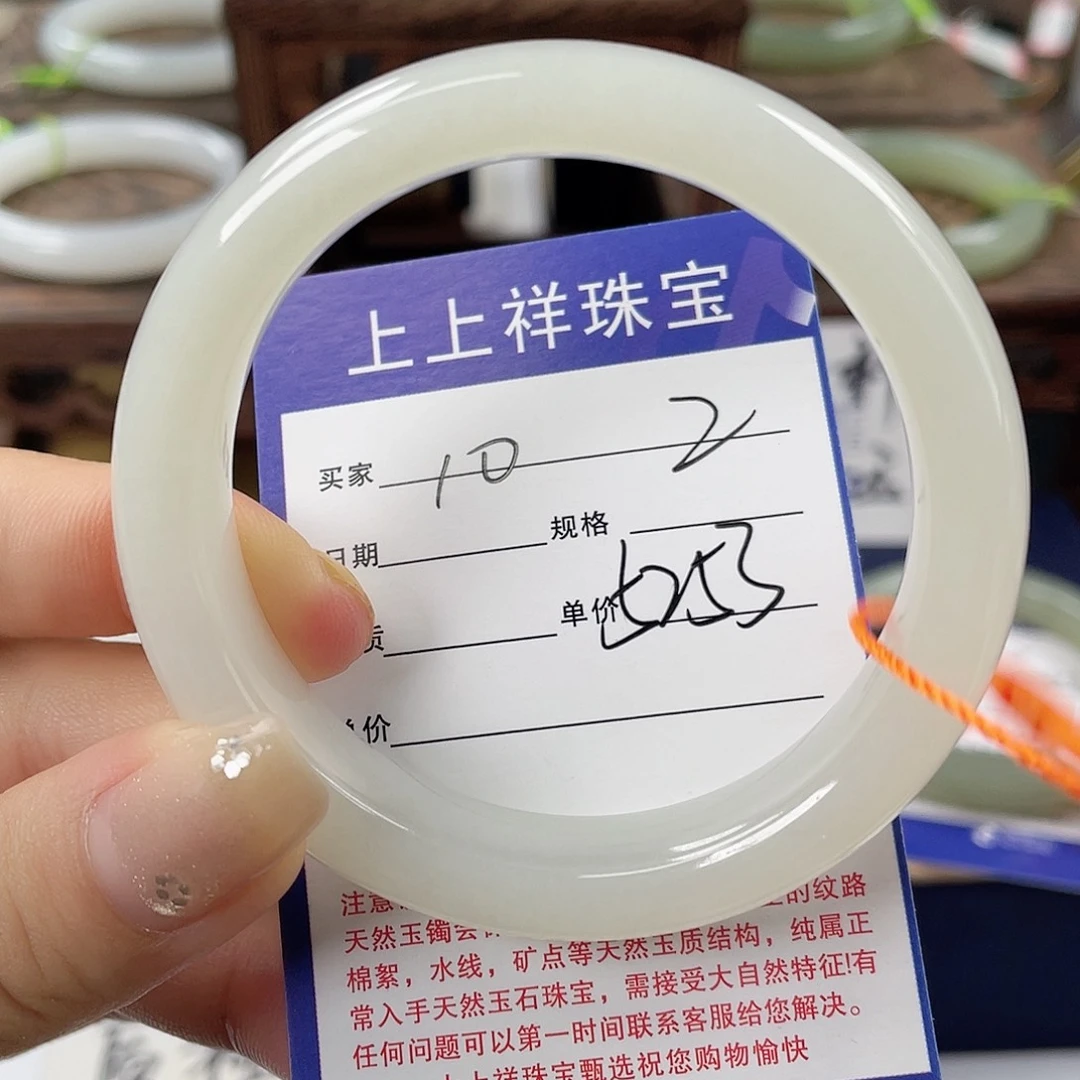 上上祥珠宝
买家 10 2
日期 规格
质 单价
单价
注意 的纹路
天然玉镯会 棉絮，水线，矿点等天然玉质结构，纯属正
常入手天然玉石珠宝，需接受大自然特征!有
任何问题可以第一时间联系客服给您解决。
上上祥珠宝甄选祝您购物愉快